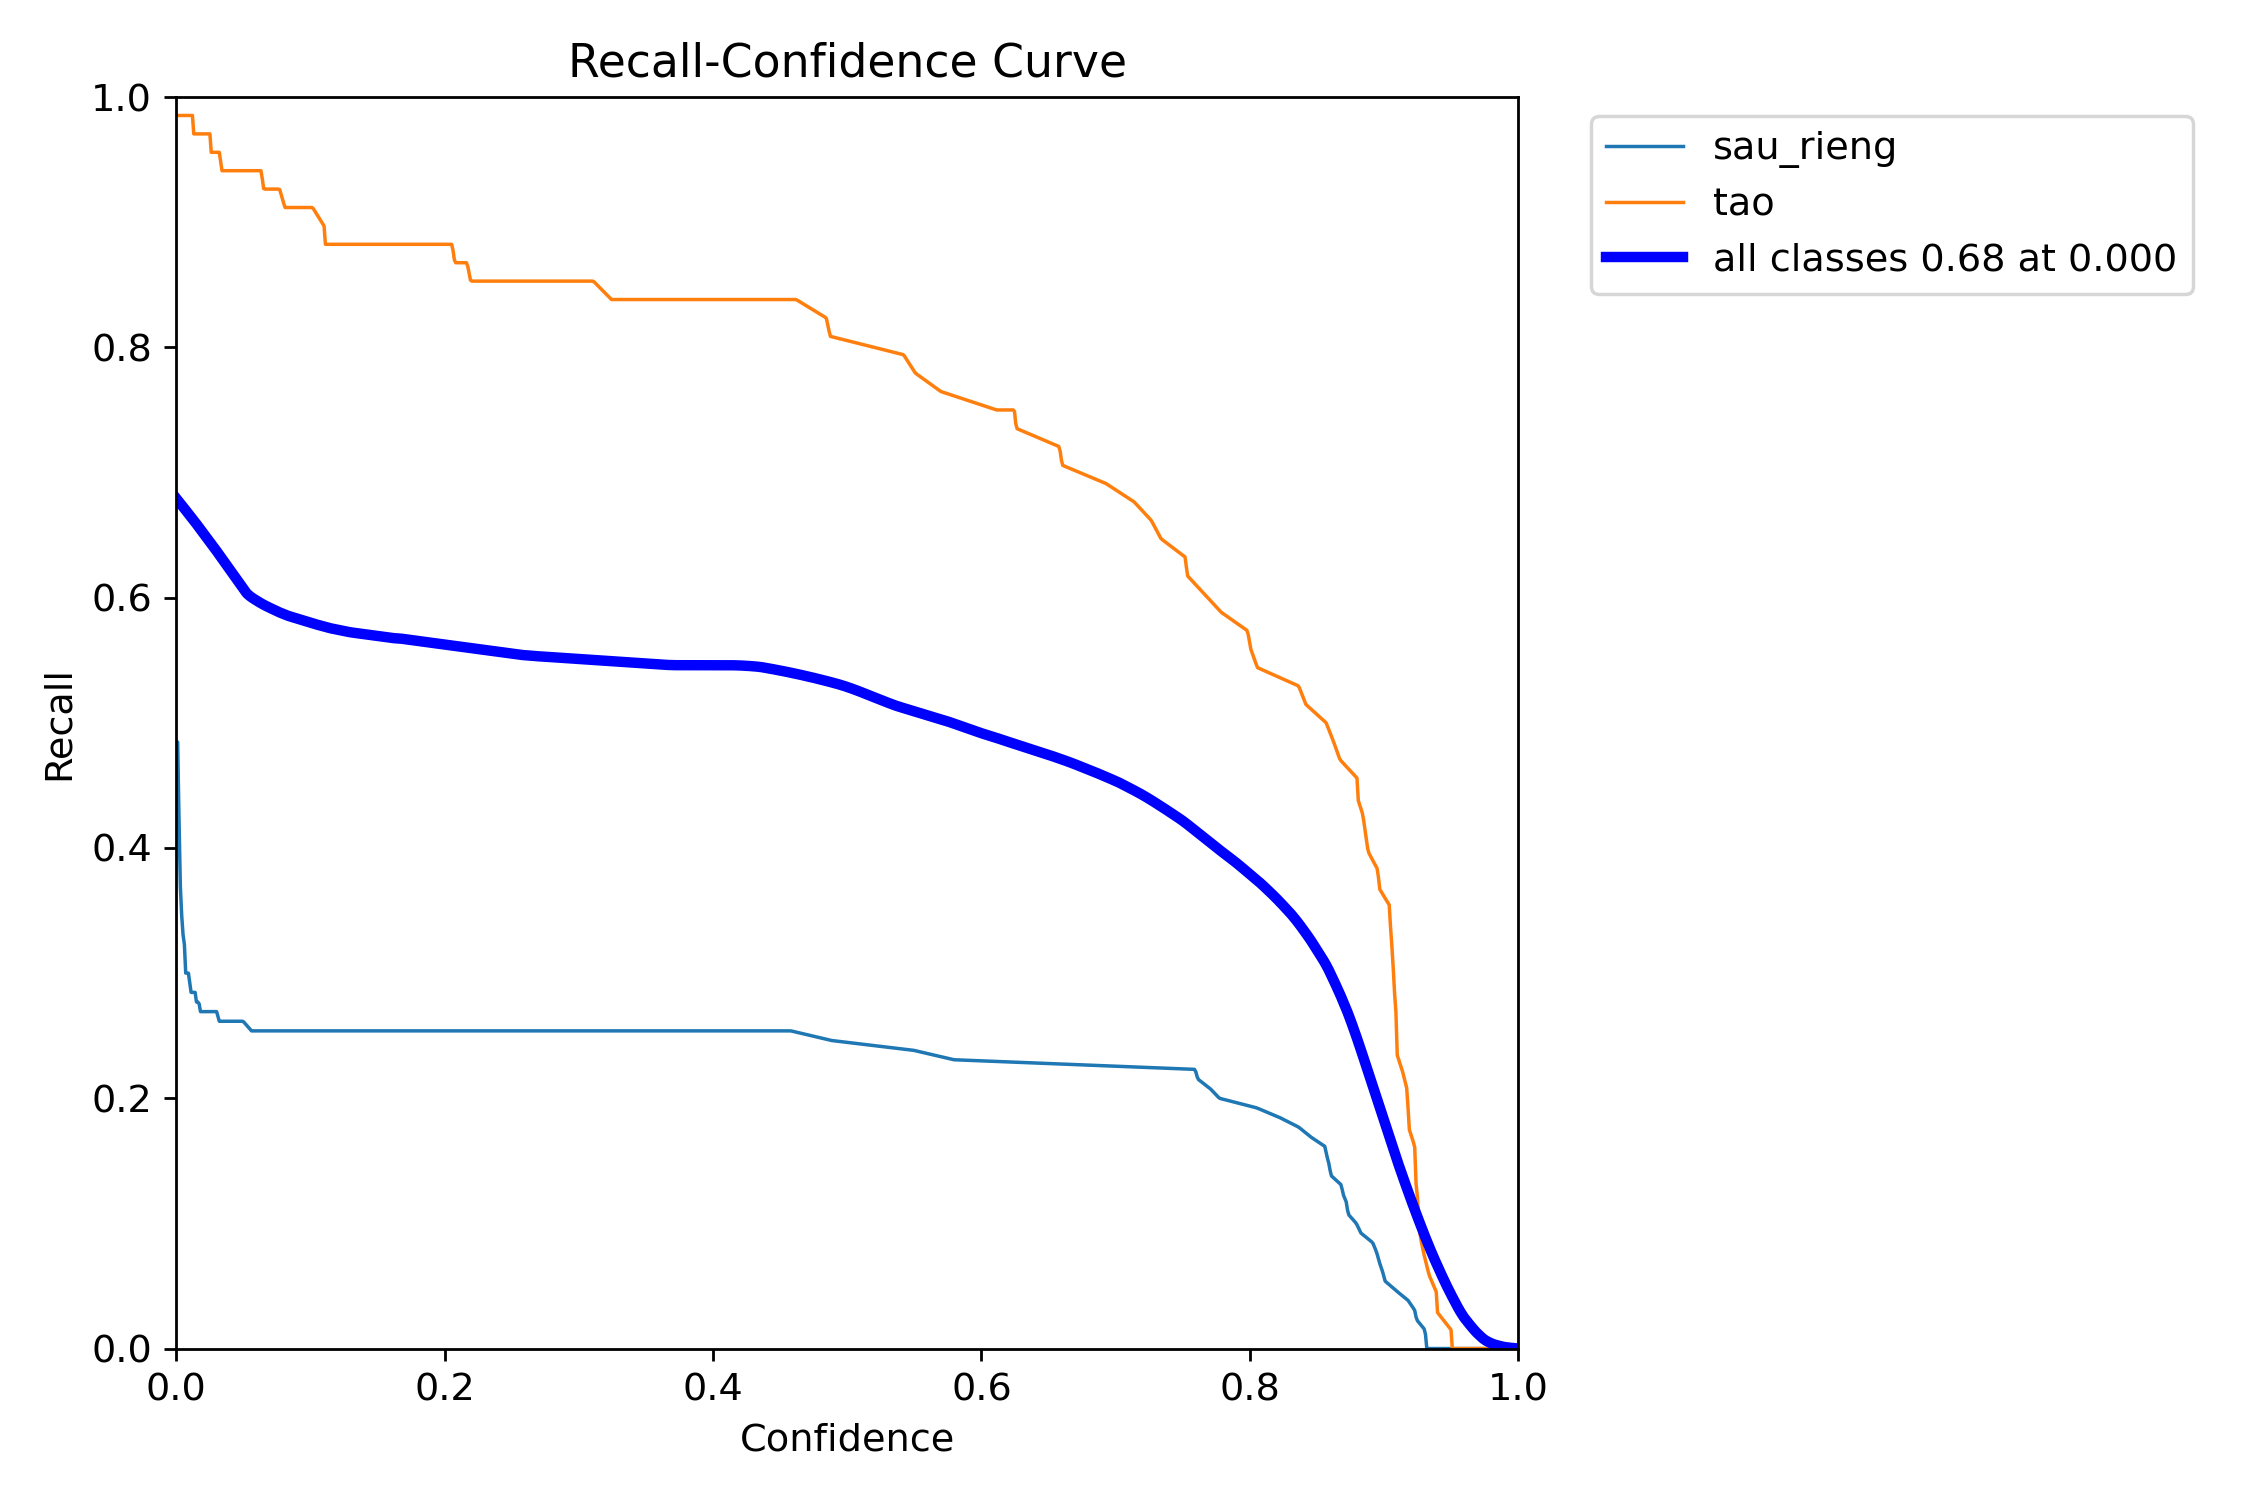 Recall-Confidence Curve
1.0
0.8
0.6
0.4
0.2
0.0
Recall
0.0 0.2 0.4 0.6 0.8 1.0
Confidence
sau_rieng
tao
all classes 0.68 at 0.000